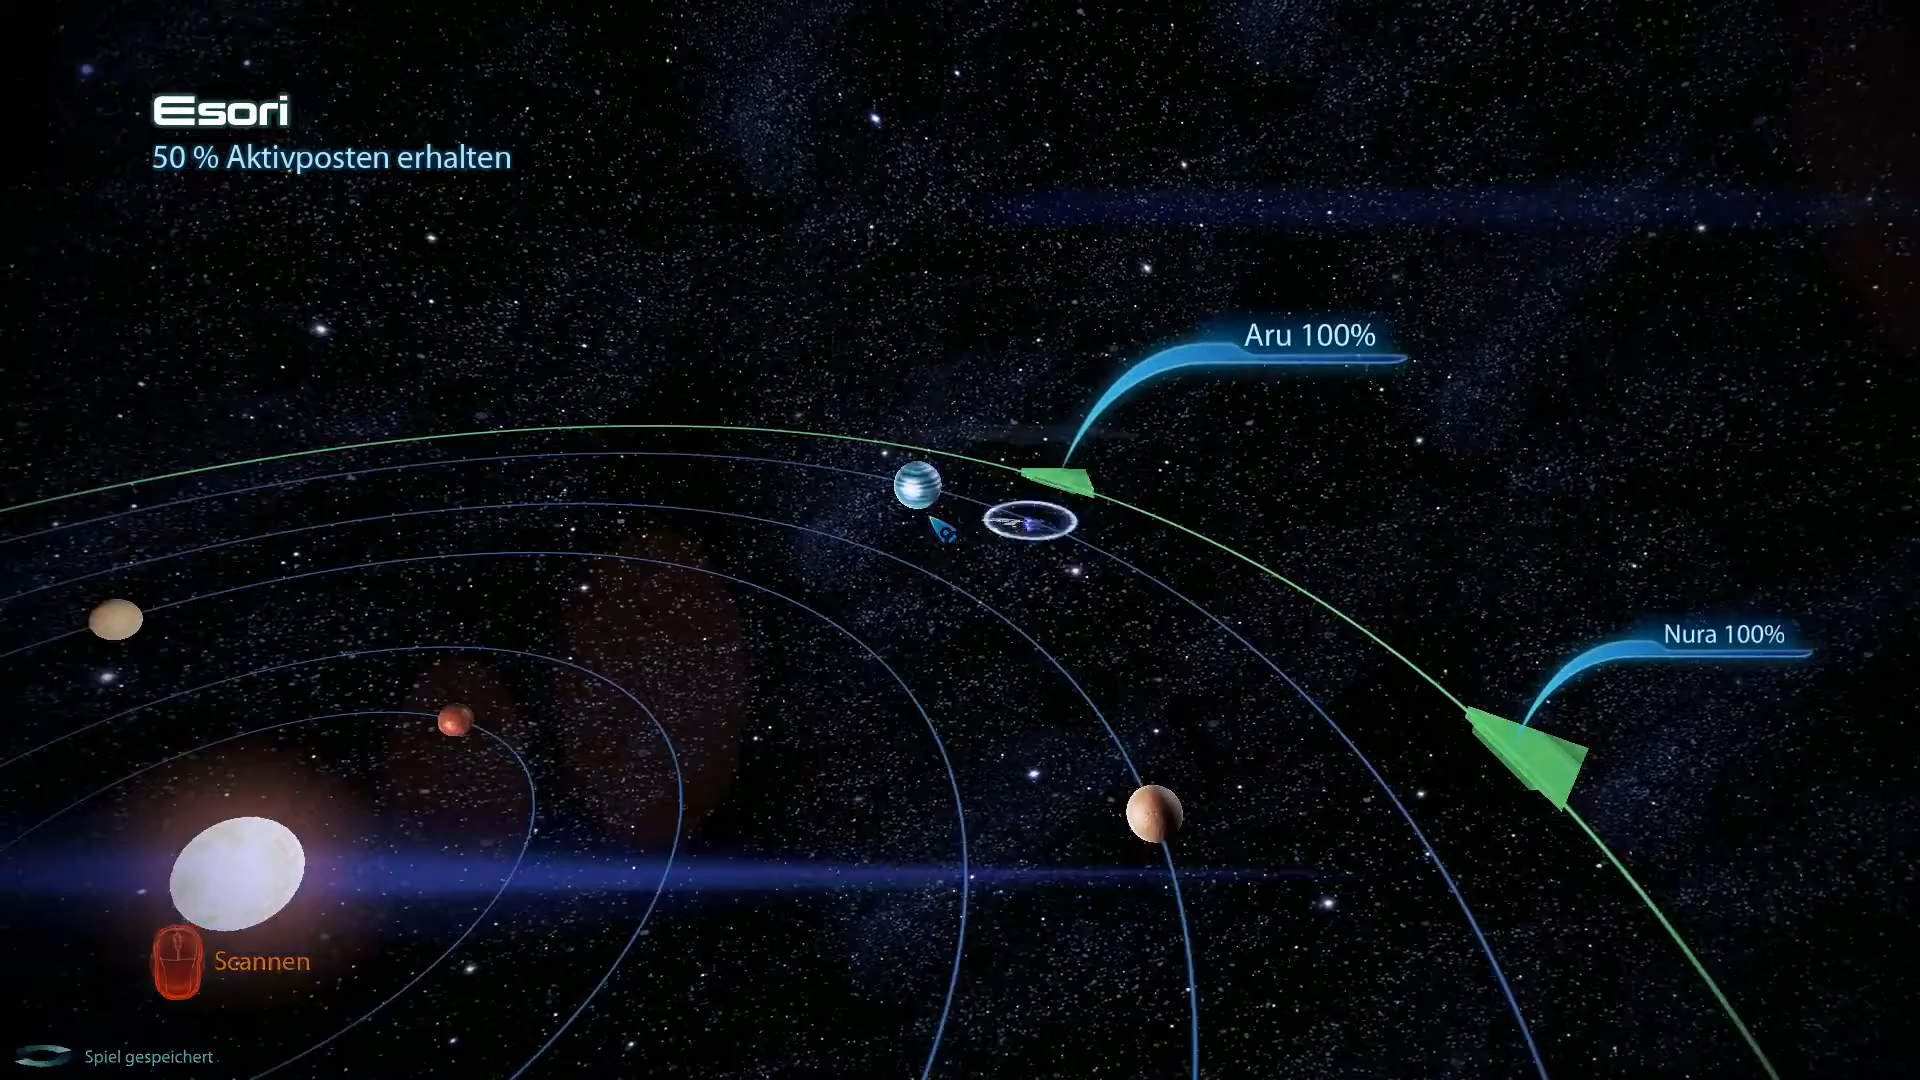 Esori
50 % Aktivposten erhalten
Aru 100%
Nura 100%
Scannen
Spiel gespeichert